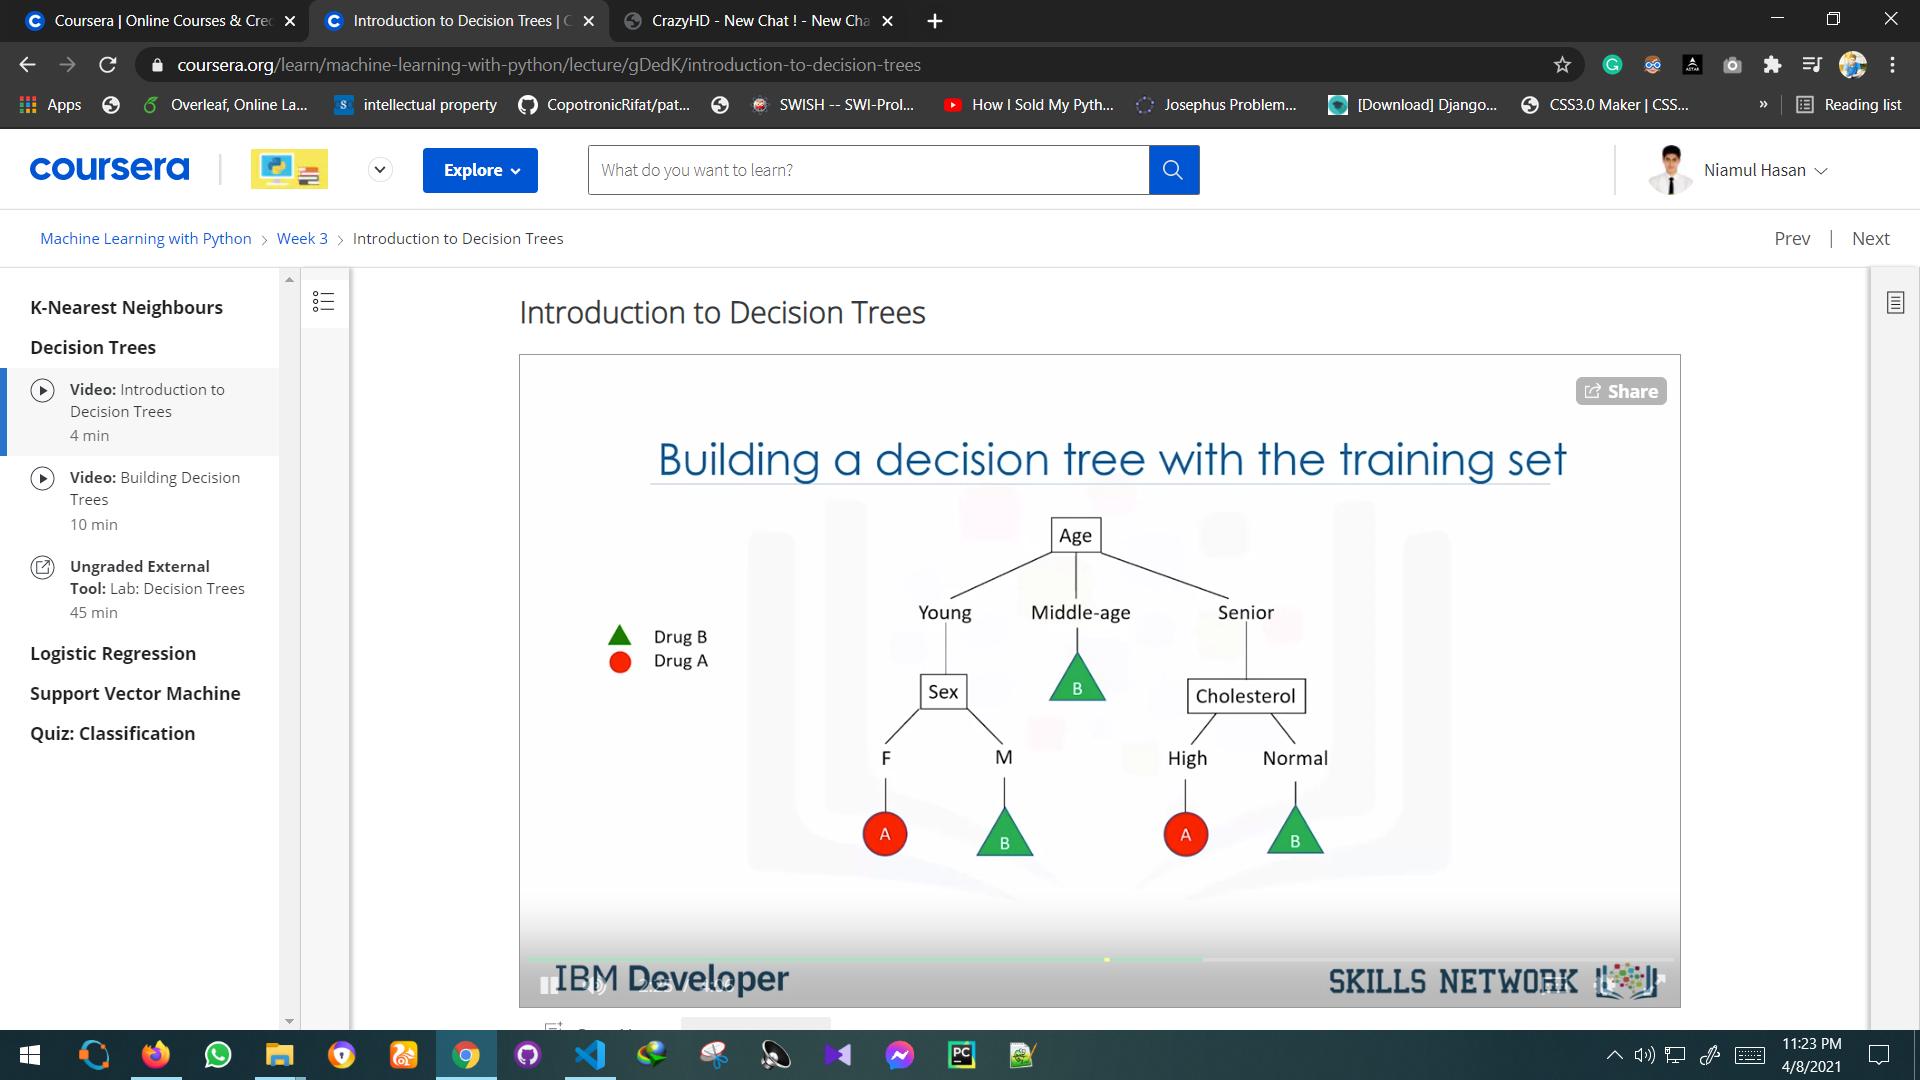 Coursera | Online Courses & Cre
Introduction to Decision Trees |
CrazyHD - New Chat ! - New Cha
coursera.org/learn/machine-learning-with-python/lecture/gDedK/introduction-to-decision-trees
Apps
Overleaf, Online La...
intellectual property
CopotronicRifat/pat...
SWISH -- SWI-Prol...
How I Sold My Pyth...
Josephus Problem...
[Download] Django...
CSS3.0 Maker | CSS...
»
Reading list
coursera
Explore
What do you want to learn?
Niamul Hasan
Machine Learning with Python > Week 3 > Introduction to Decision Trees
Prev | Next
K-Nearest Neighbours
Decision Trees
Video: Introduction to
Decision Trees
4 min
Video: Building Decision
Trees
10 min
Ungraded External
Tool: Lab: Decision Trees
45 min
Logistic Regression
Support Vector Machine
Quiz: Classification
Introduction to Decision Trees
Share
Building a decision tree with the training set
Age
Young Middle-age Senior
Drug B
Drug A
Sex B Cholesterol
F M High Normal
A B A B
IBM Developer
SKILLS NETWORK
11:23 PM
4/8/2021